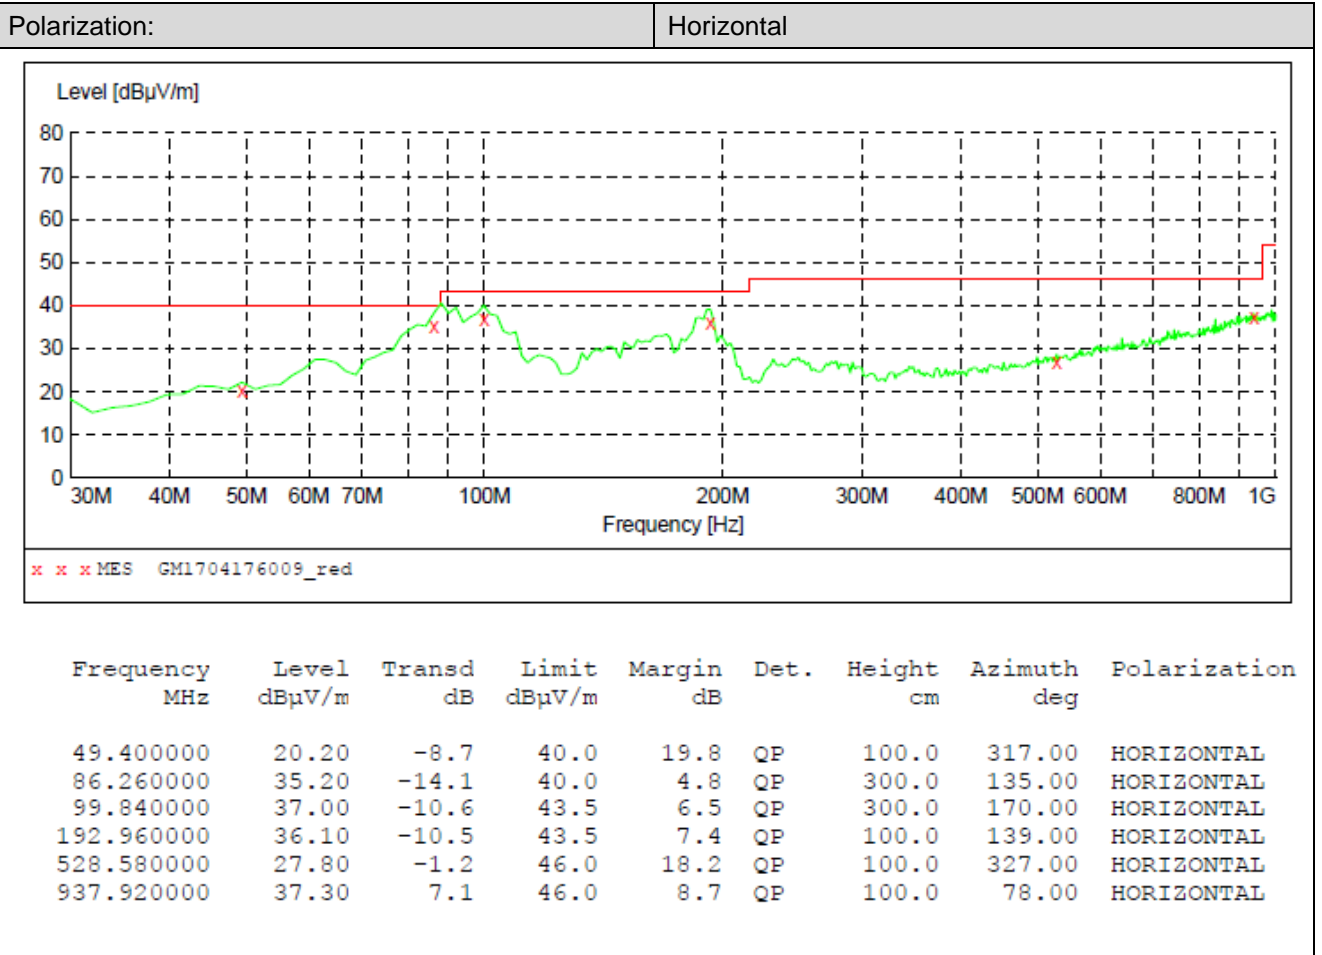 Polarization: Horizontal
Level [dBµV/m]
80
70
60
50
40
30
20
10
0
30M 40M 50M 60M 70M 100M 200M 300M 400M 500M 600M 800M 1G
Frequency [Hz]
x x x MES GM1704176009_red
Frequency Level Transd Limit Margin Det. Height Azimuth Polarization
MHz dBµV/m dB dBµV/m dB cm deg
49.400000 20.20 -8.7 40.0 19.8 QP 100.0 317.00 HORIZONTAL
86.260000 35.20 -14.1 40.0 4.8 QP 300.0 135.00 HORIZONTAL
99.840000 37.00 -10.6 43.5 6.5 QP 300.0 170.00 HORIZONTAL
192.960000 36.10 -10.5 43.5 7.4 QP 100.0 139.00 HORIZONTAL
528.580000 27.80 -1.2 46.0 18.2 QP 100.0 327.00 HORIZONTAL
937.920000 37.30 7.1 46.0 8.7 QP 100.0 78.00 HORIZONTAL